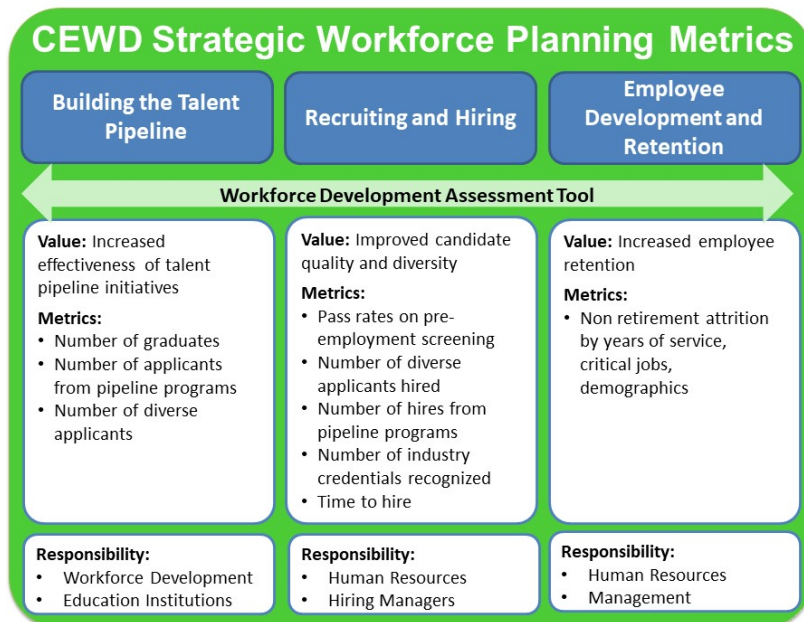 CEWD Strategic Workforce Planning Metrics
Building the Talent
Pipeline
Recruiting and Hiring
Employee
Development and
Retention
Workforce Development Assessment Tool
Value: Increased
effectiveness of talent
pipeline initiatives
Metrics:
• Number of graduates
• Number of applicants
from pipeline programs
• Number of diverse
applicants
Value: Improved candidate
quality and diversity
Metrics:
• Pass rates on pre-
employment screening
• Number of diverse
applicants hired
• Number of hires from
pipeline programs
• Number of industry
credentials recognized
• Time to hire
Value: Increased employee
retention
Metrics:
• Non retirement attrition
by years of service,
critical jobs,
demographics
Responsibility:
• Workforce Development
• Education Institutions
Responsibility:
• Human Resources
• Hiring Managers
Responsibility:
• Human Resources
• Management